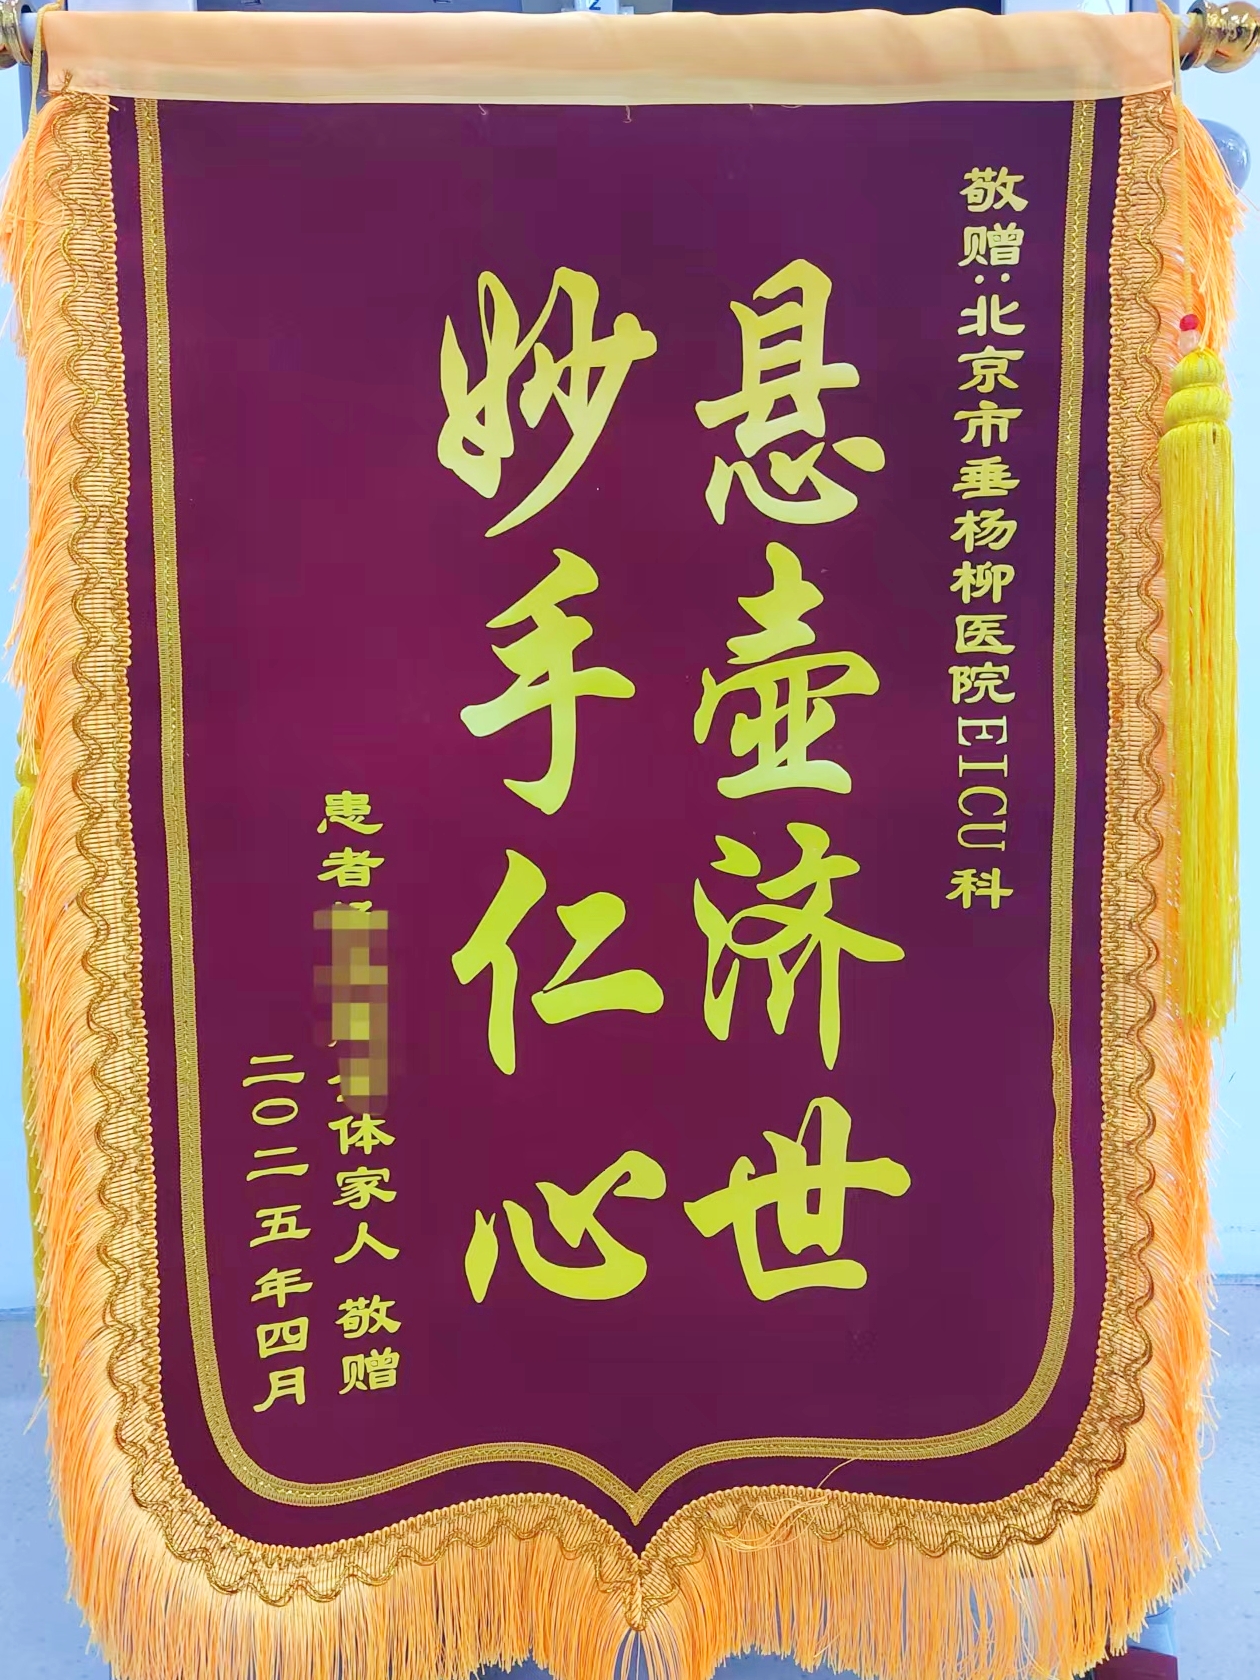 敬赠:北京市垂杨柳医院EICU科
悬壶济世
妙手仁心
患者 体家人 敬赠
二〇二五年四月